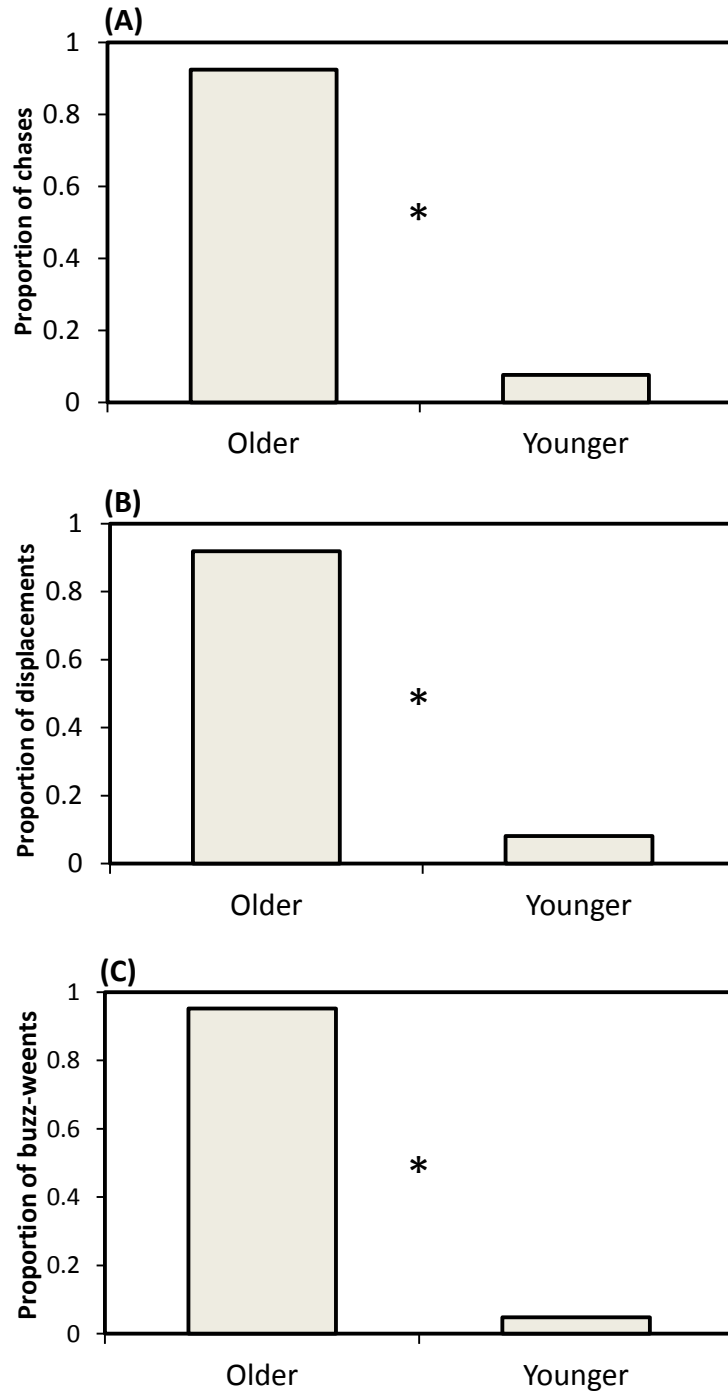 (A)
Proportion of chases
1
0.8
0.6
0.4
0.2
0
*
Older Younger
(B)
Proportion of displacements
1
0.8
0.6
0.4
0.2
0
*
Older Younger
(C)
Proportion of buzz-weents
1
0.8
0.6
0.4
0.2
0
*
Older Younger